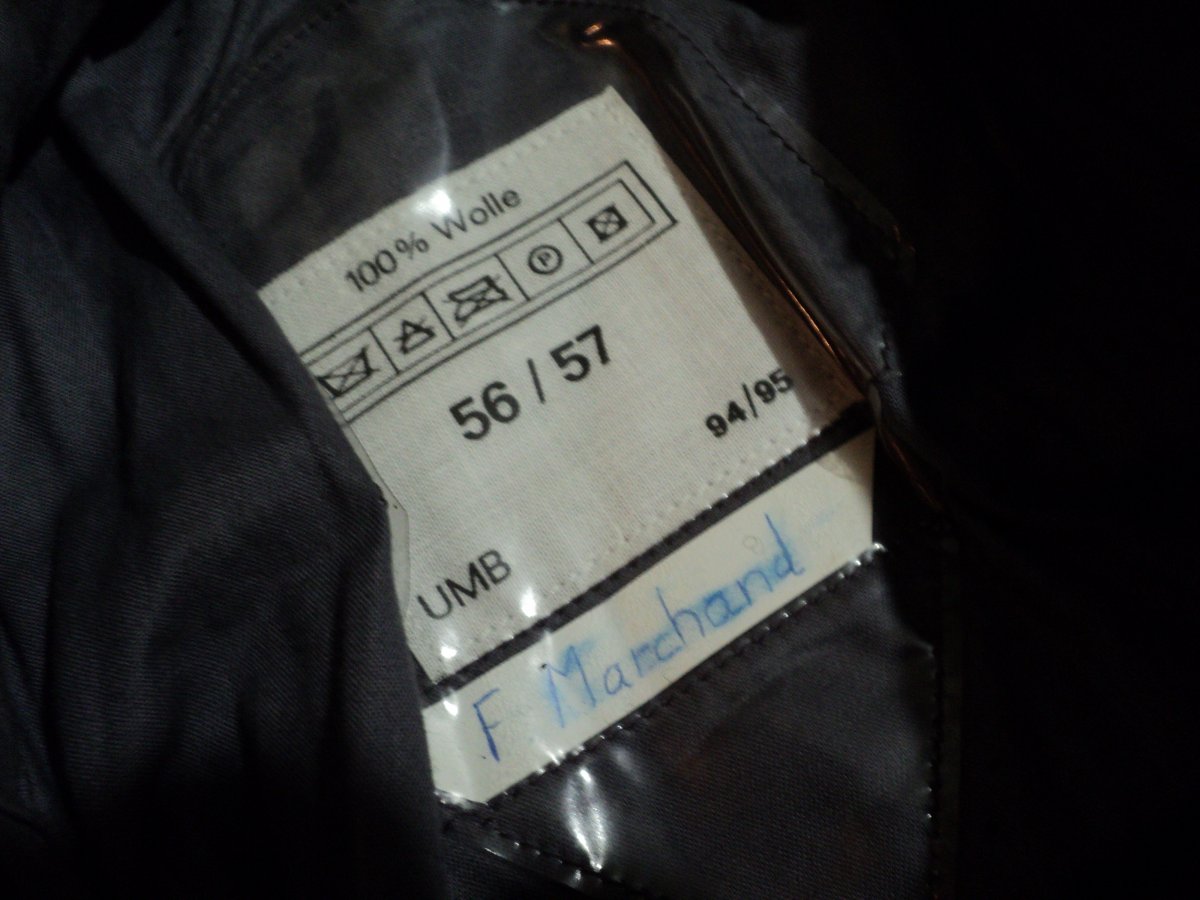 100% Wolle
P
56 / 57
94/95
UMB
F Marchand